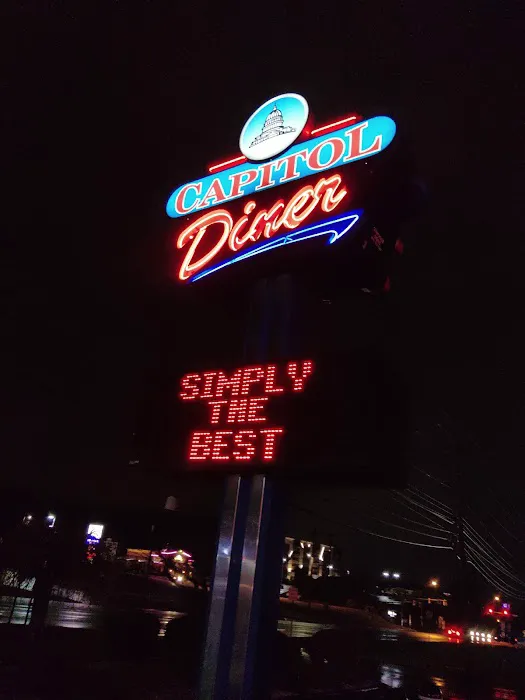 CAPITOL
Diner
SIMPLY
THE
BEST